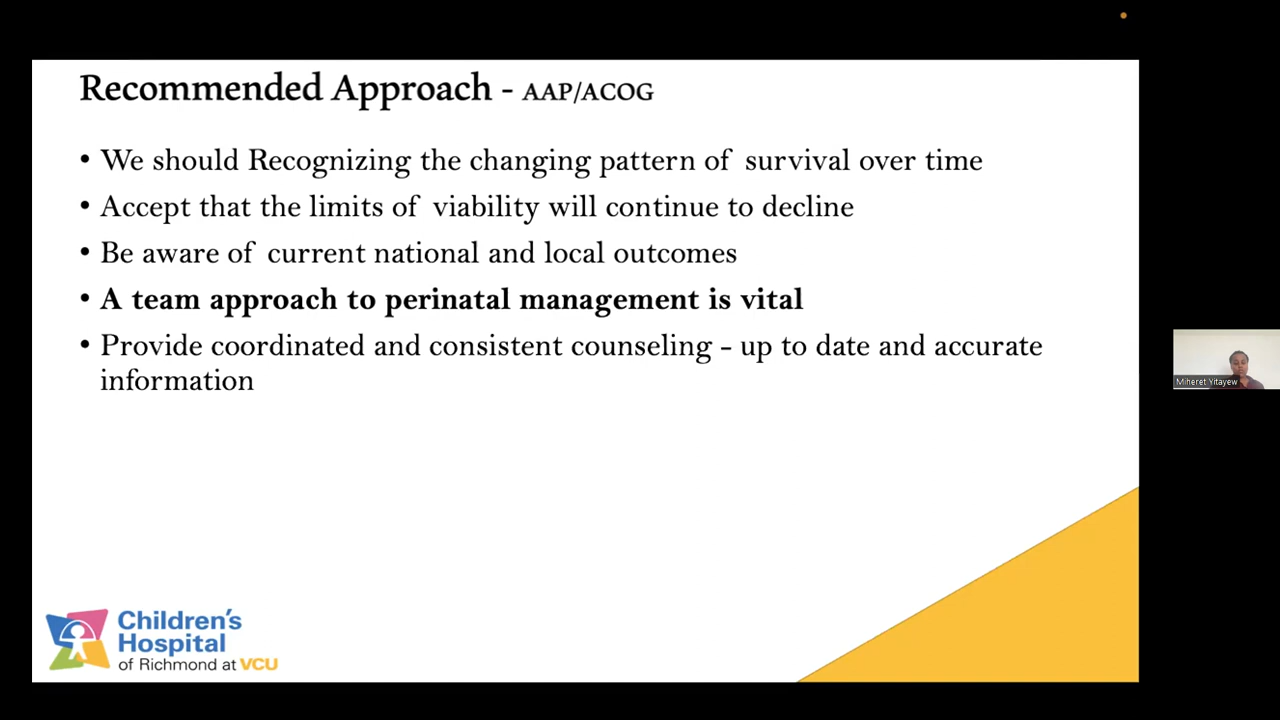 Recommended Approach - AAP/ACOG
• We should Recognizing the changing pattern of survival over time
• Accept that the limits of viability will continue to decline
• Be aware of current national and local outcomes
• A team approach to perinatal management is vital
• Provide coordinated and consistent counseling - up to date and accurate
information
Miheret Yitayew
Children's
Hospital
of Richmond at VCU